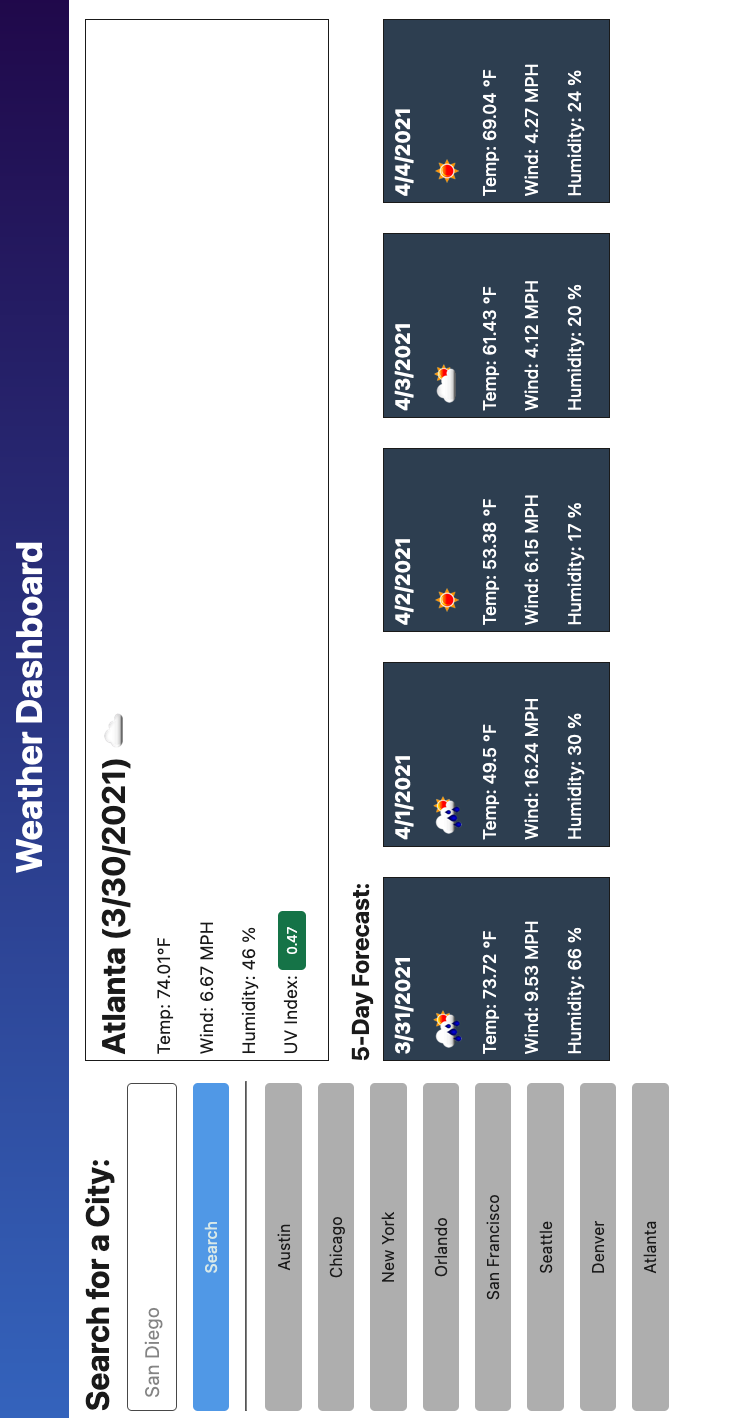 Weather Dashboard
Search for a City:
San Diego
Search
Austin
Chicago
New York
Orlando
San Francisco
Seattle
Denver
Atlanta
Atlanta (3/30/2021)
Temp: 74.01°F
Wind: 6.67 MPH
Humidity: 46 %
UV Index: 0.47
5-Day Forecast:
3/31/2021
Temp: 73.72 °F
Wind: 9.53 MPH
Humidity: 66 %
4/1/2021
Temp: 49.5 °F
Wind: 16.24 MPH
Humidity: 30 %
4/2/2021
Temp: 53.38 °F
Wind: 6.15 MPH
Humidity: 17 %
4/3/2021
Temp: 61.43 °F
Wind: 4.12 MPH
Humidity: 20 %
4/4/2021
Temp: 69.04 °F
Wind: 4.27 MPH
Humidity: 24 %